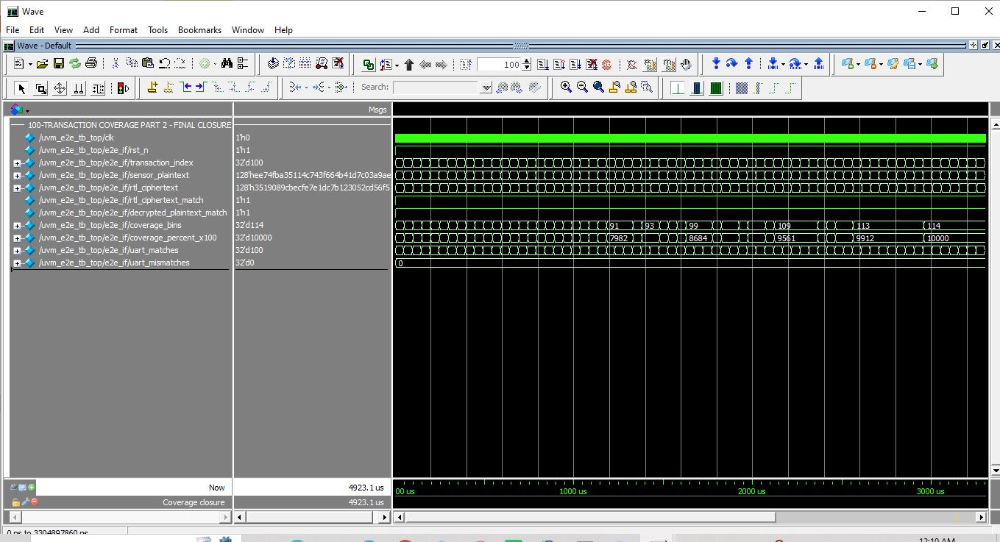 Wave
File Edit View Add Format Tools Bookmarks Window Help
Wave - Default
100
Search:
Msgs
100-TRANSACTION COVERAGE PART 2 - FINAL CLOSURE
/uvm_e2e_tb_top/clk 1'h0
/uvm_e2e_tb_top/e2e_if/rst_n 1'h1
/uvm_e2e_tb_top/e2e_if/transaction_index 32'd100
/uvm_e2e_tb_top/e2e_if/sensor_plaintext 128'hee74fba35114c743f664b41d7c03a9ae
/uvm_e2e_tb_top/e2e_if/rtl_ciphertext 128'h3519089cbecfe7e1dc7b123052cd56f5
/uvm_e2e_tb_top/e2e_if/rtl_ciphertext_match 1'h1
/uvm_e2e_tb_top/e2e_if/decrypted_plaintext_match 1'h1
/uvm_e2e_tb_top/e2e_if/coverage_bins 32'd114 91 93 99 109 113 114
/uvm_e2e_tb_top/e2e_if/coverage_percent_x100 32'd10000 7982 8684 9561 9912 10000
/uvm_e2e_tb_top/e2e_if/uart_matches 32'd100
/uvm_e2e_tb_top/e2e_if/uart_mismatches 32'd0 0
Now 4923.1 us 00 us 1000 us 2000 us 3000 us
Coverage closure 4923.1 us
0 ps to 3304897860 ps
12:10 AM